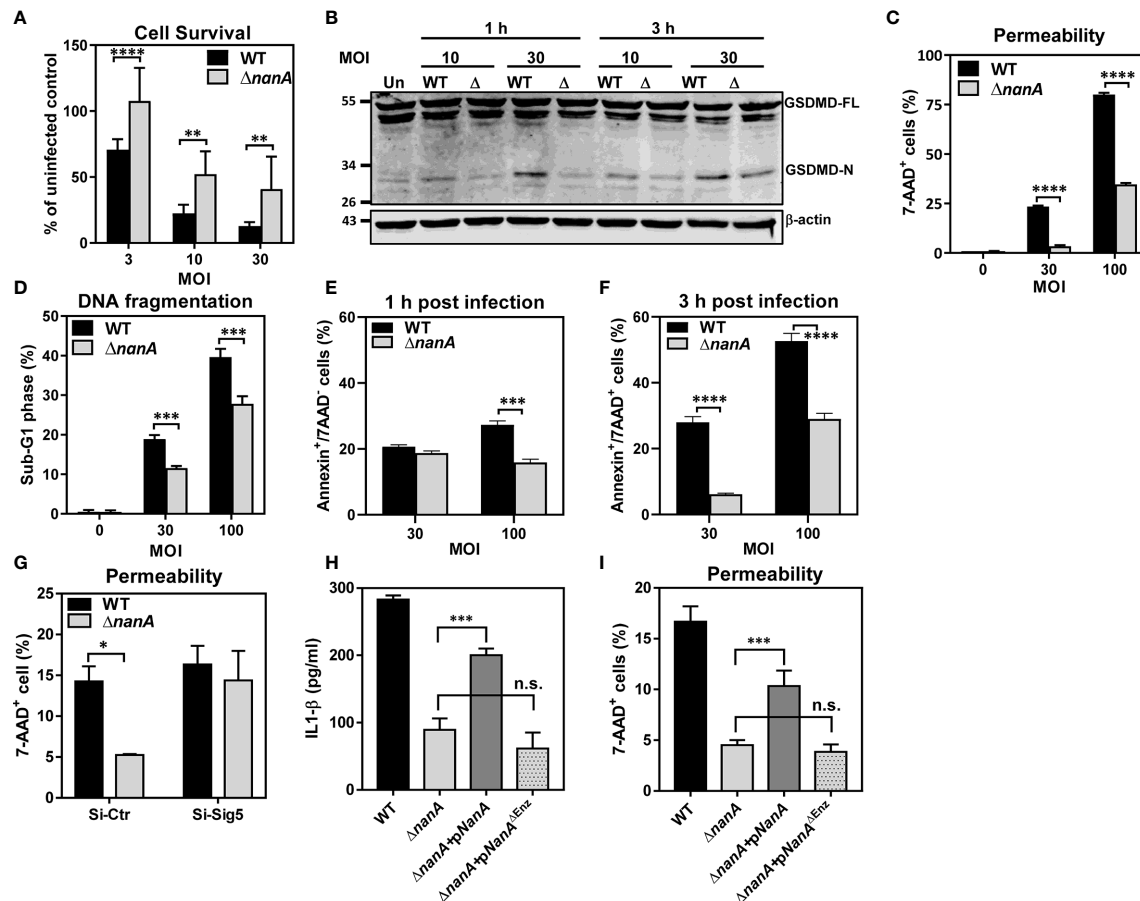 A
Cell Survival
% of uninfected control
150
100
50
0
WT
ΔnanA
****
**
**
3 10 30
MOI
B
1 h 3 h
MOI 10 30 10 30
Un WT Δ WT Δ WT Δ WT Δ
55
34
26
43
GSDMD-FL
GSDMD-N
β-actin
C
Permeability
7-AAD+ cells (%)
100
75
50
25
0
WT
ΔnanA
****
****
0 30 100
MOI
D
DNA fragmentation
Sub-G1 phase (%)
50
40
30
20
10
0
WT
ΔnanA
***
***
0 30 100
MOI
E
1 h post infection
Annexin+/7AAD- cells (%)
60
40
20
0
WT
ΔnanA
***
30 100
MOI
F
3 h post infection
Annexin+/7AAD+ cells (%)
60
40
20
0
WT
ΔnanA
****
****
30 100
MOI
G
Permeability
7-AAD+ cell (%)
25
20
15
10
5
0
WT
ΔnanA
*
Si-Ctr Si-Sig5
H
IL1-β (pg/ml)
300
200
100
0
***
n.s.
WT
ΔnanA
ΔnanA+pNanA
ΔnanA+pNanAΔEnz
I
Permeability
7-AAD+ cells (%)
20
15
10
5
0
***
n.s.
WT
ΔnanA
ΔnanA+pNanA
ΔnanA+pNanAΔEnz